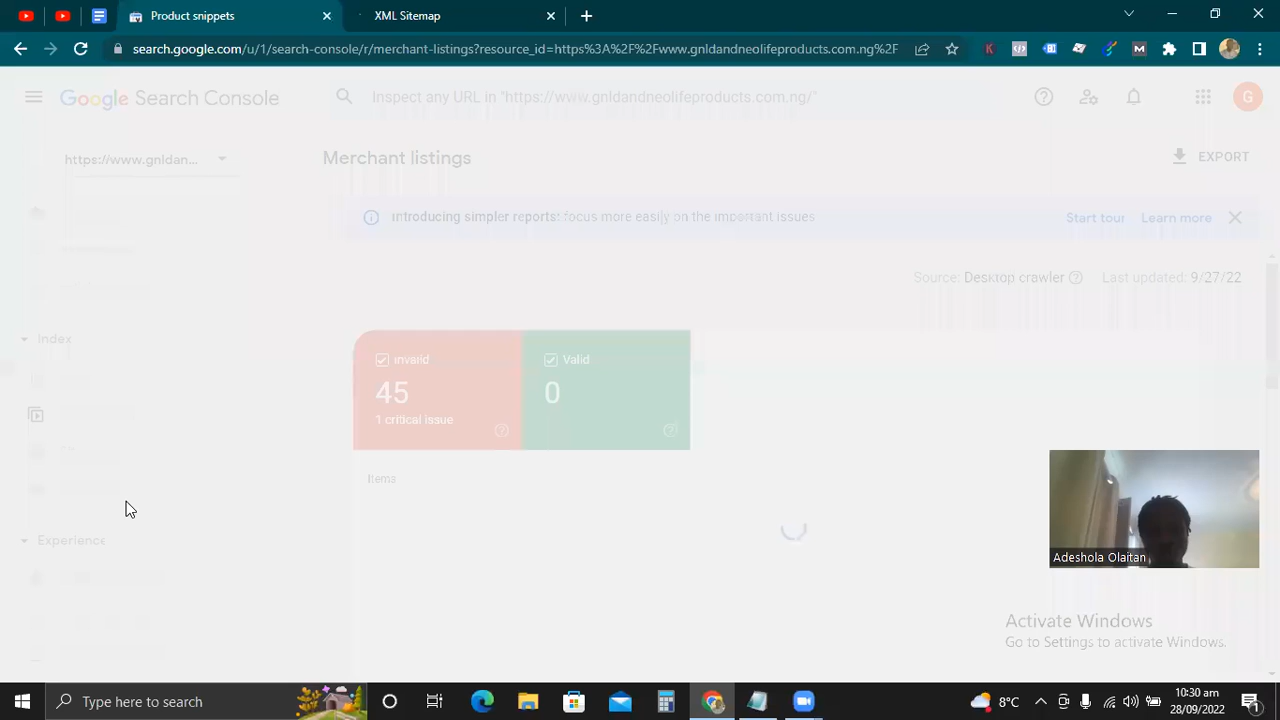 Product snippets
XML Sitemap
search.google.com/u/1/search-console/r/merchant-listings?resource_id=https%3A%2F%2Fwww.gnldandneolifeproducts.com.ng%2F
Google Search Console
Inspect any URL in "https://www.gnldandneolifeproducts.com.ng/"
G
https://www.gnldan...
Merchant listings
EXPORT
Introducing simpler reports: focus more easily on the important issues
Start tour
Learn more
Source: Desktop crawler
Last updated: 9/27/22
Index
Invalid
45
1 critical issue
Valid
0
Items
Experience
Adeshola Olaitan
Activate Windows
Go to Settings to activate Windows.
Type here to search
8°C
10:30 am
28/09/2022
1